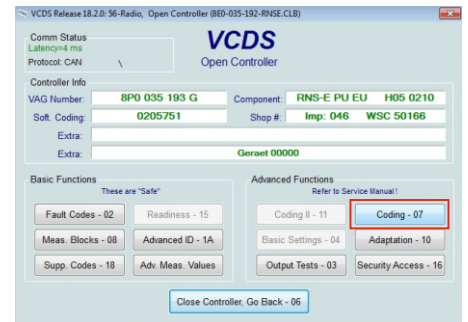 VCDS Release 18.2.0: 56-Radio, Open Controller (8E0-035-192-RNSE.CLB)
Comm Status
Latency=4 ms
Protocol: CAN \
VCDS
Open Controller
Controller Info
VAG Number: 8P0 035 193 G Component: RNS-E PU EU H05 0210
Soft. Coding: 0205751 Shop #: Imp: 046 WSC 50166
Extra:
Extra: Geraet 00000
Basic Functions
These are "Safe"
Advanced Functions
Refer to Service Manual!
Fault Codes - 02 Readiness - 15 Coding II - 11 Coding - 07
Meas. Blocks - 08 Advanced ID - 1A Basic Settings - 04 Adaptation - 10
Supp. Codes - 18 Adv. Meas. Values Output Tests - 03 Security Access - 16
Close Controller, Go Back - 06